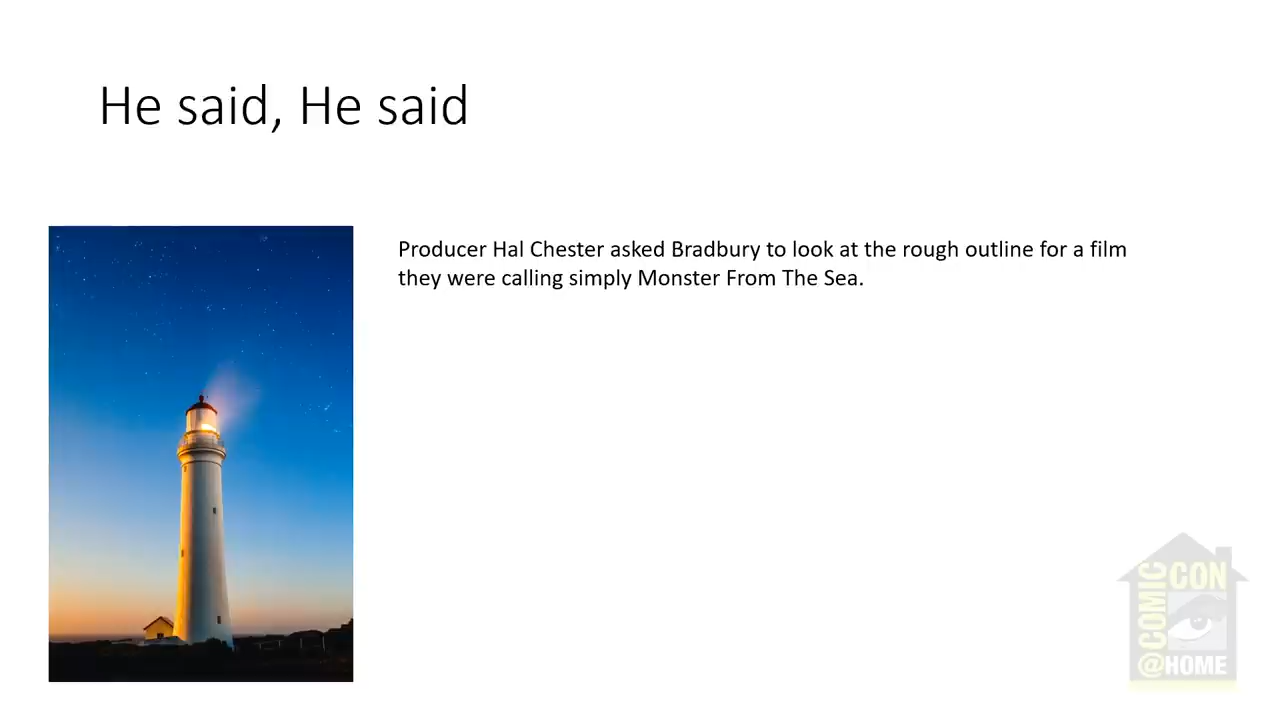 He said, He said
Producer Hal Chester asked Bradbury to look at the rough outline for a film
they were calling simply Monster From The Sea.
COMIC
CON
@HOME